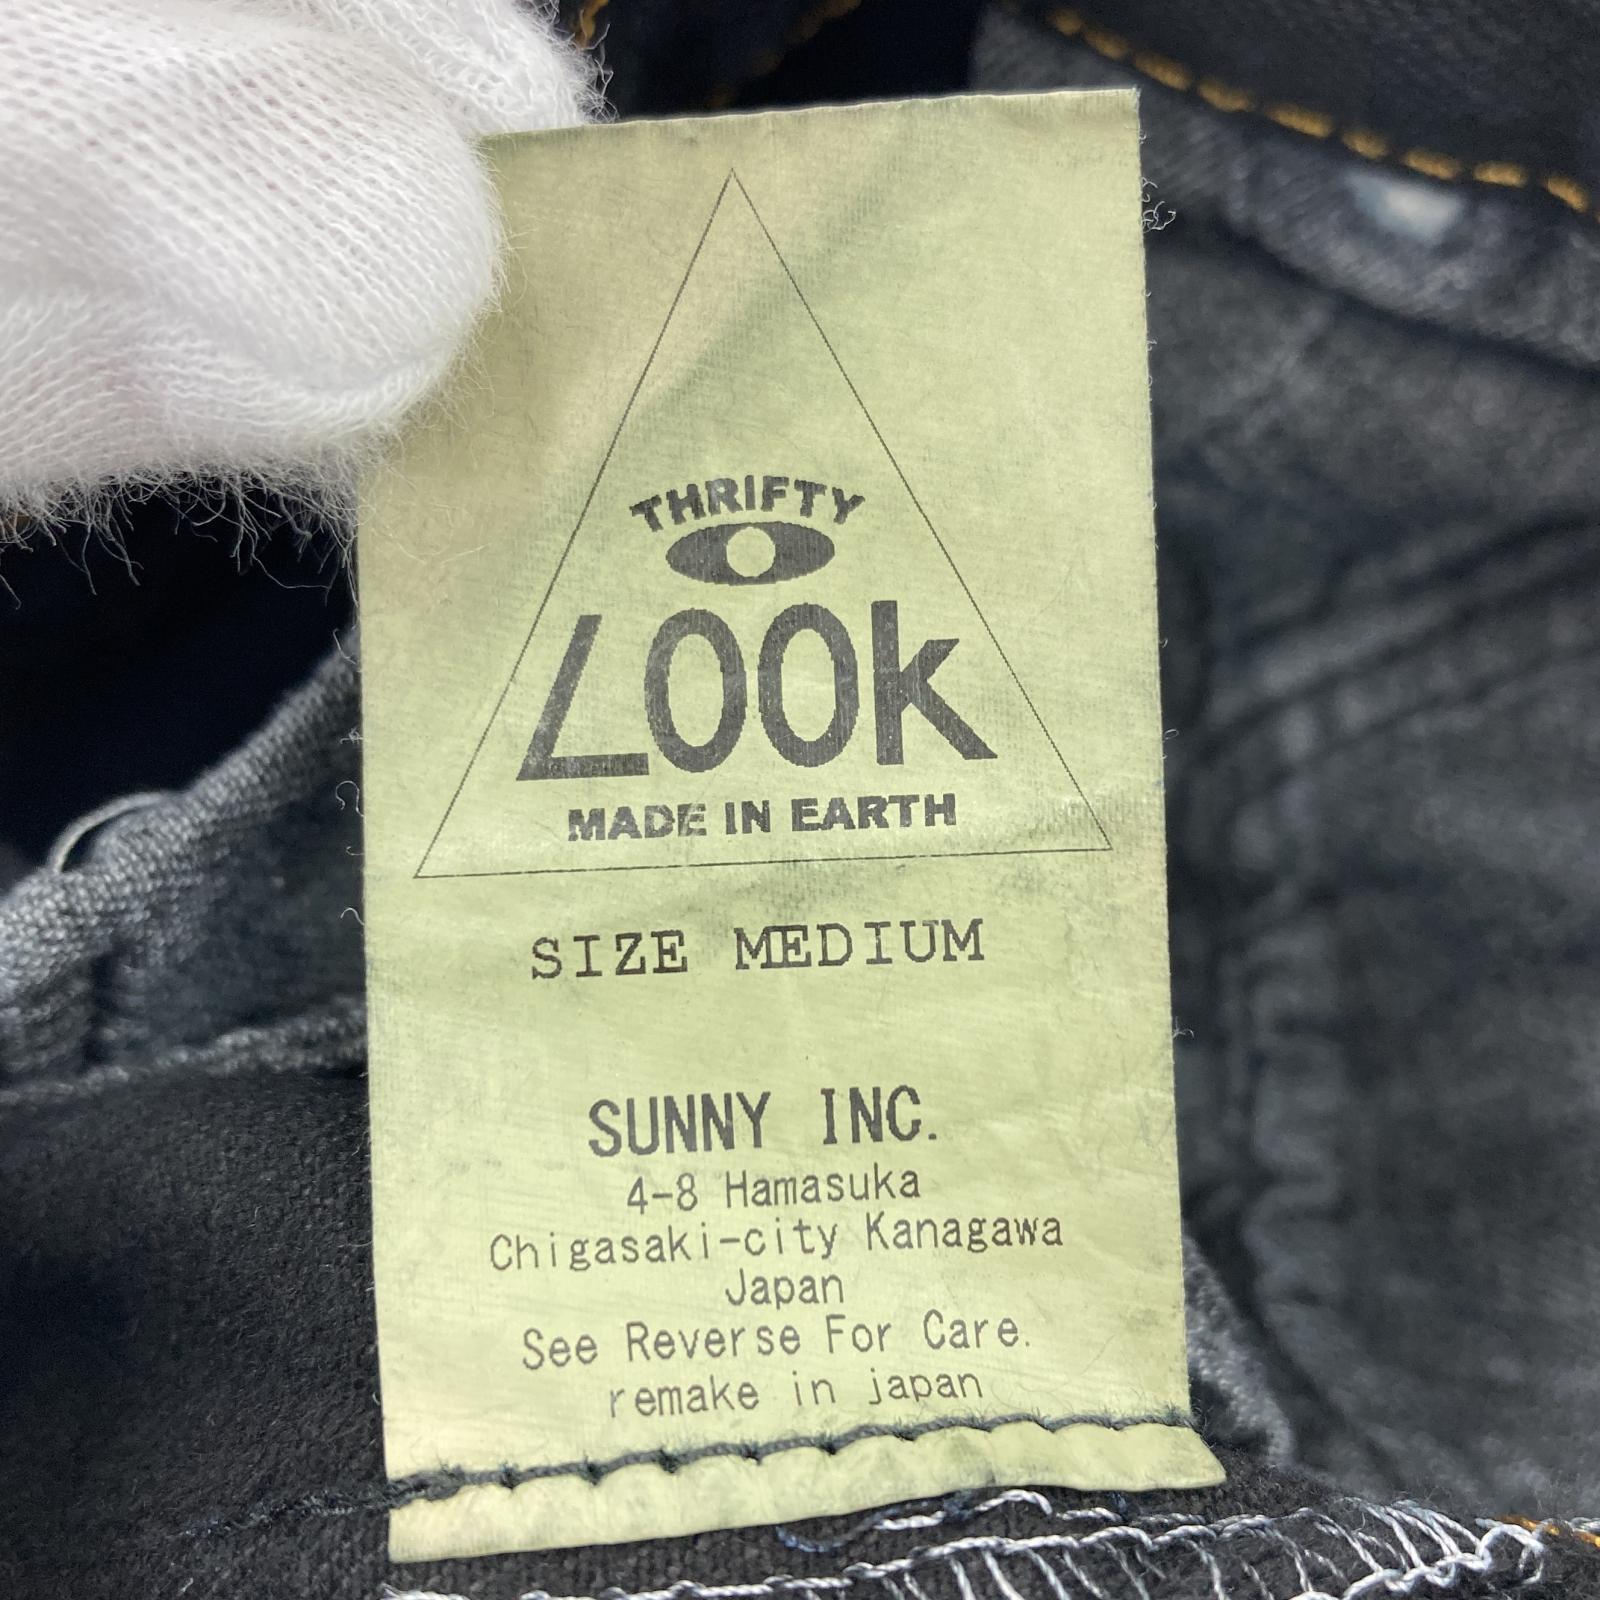 THRIFTY
LOOk
MADE IN EARTH
SIZE MEDIUM
SUNNY INC.
4-8 Hamasuka
Chigasaki-city Kanagawa
Japan
See Reverse For Care.
remake in japan